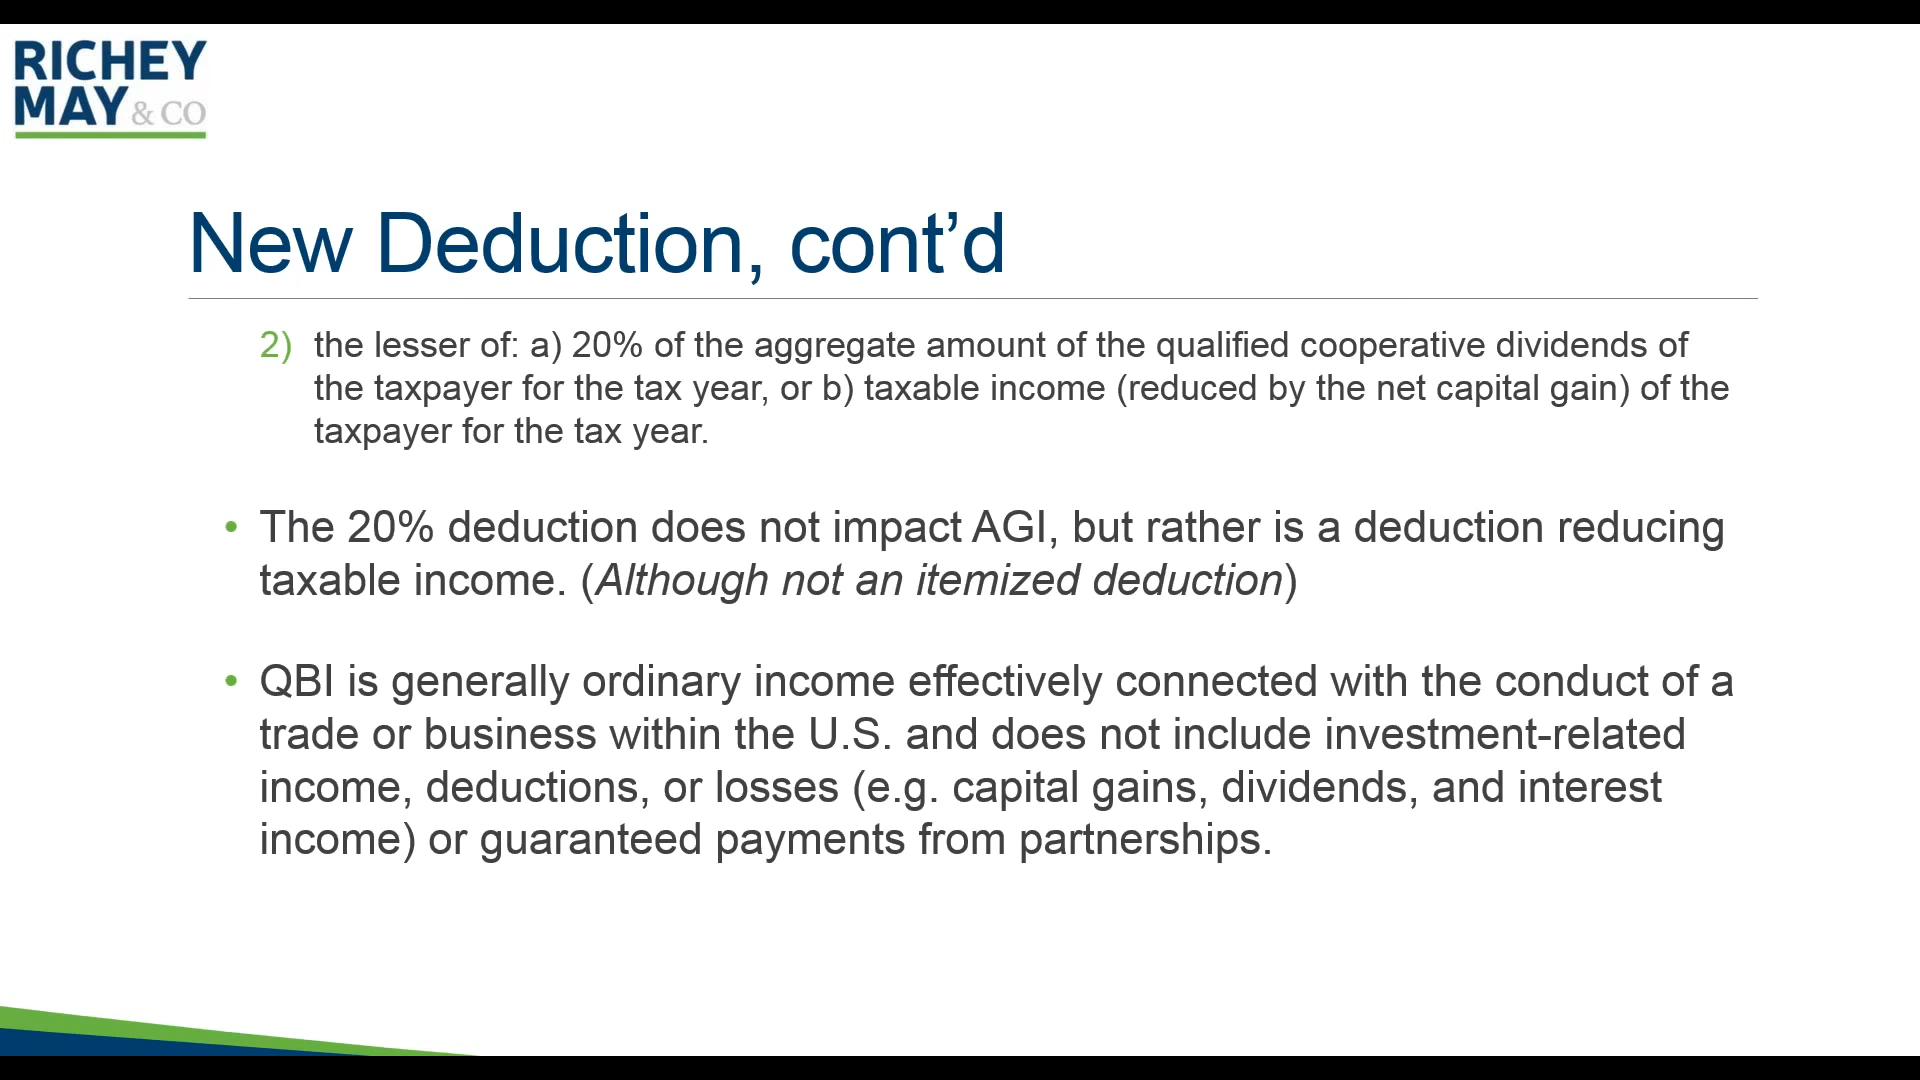 RICHEY
MAY & CO
New Deduction, cont’d
2) the lesser of: a) 20% of the aggregate amount of the qualified cooperative dividends of
the taxpayer for the tax year, or b) taxable income (reduced by the net capital gain) of the
taxpayer for the tax year.
• The 20% deduction does not impact AGI, but rather is a deduction reducing
taxable income. (Although not an itemized deduction)
• QBI is generally ordinary income effectively connected with the conduct of a
trade or business within the U.S. and does not include investment-related
income, deductions, or losses (e.g. capital gains, dividends, and interest
income) or guaranteed payments from partnerships.